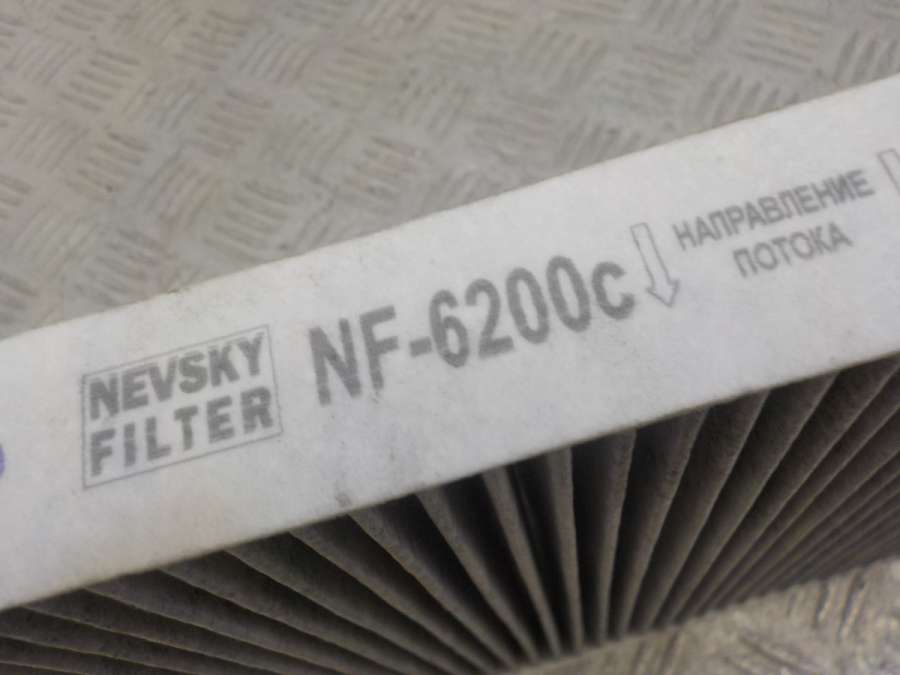 NEVSKY
FILTER
NF-6200c
НАПРАВЛЕНИЕ
ПОТОКА